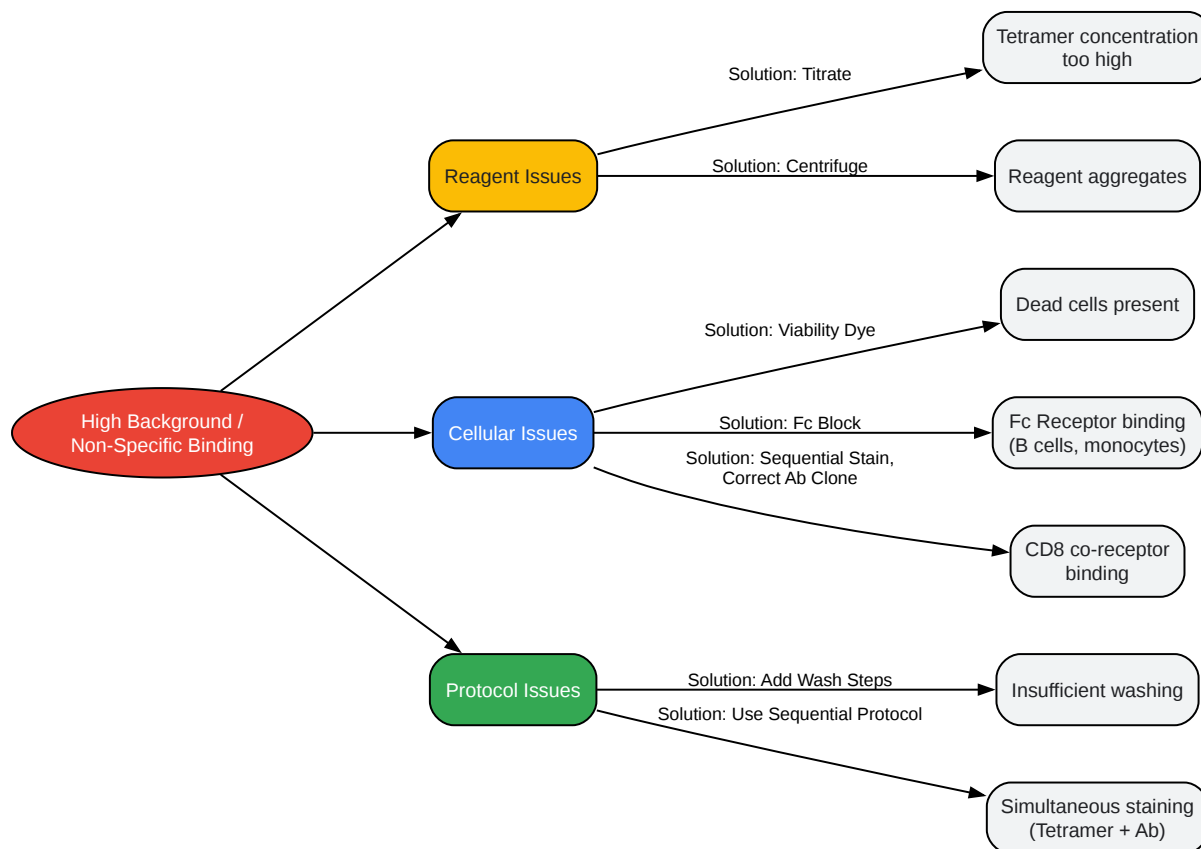 Tetramer concentration
too high
Solution: Titrate
Reagent Issues
Solution: Centrifuge
Reagent aggregates
Dead cells present
Solution: Viability Dye
High Background /
Non-Specific Binding
Cellular Issues
Solution: Fc Block
Fc Receptor binding
(B cells, monocytes)
Solution: Sequential Stain,
Correct Ab Clone
CD8 co-receptor
binding
Protocol Issues
Solution: Add Wash Steps
Insufficient washing
Solution: Use Sequential Protocol
Simultaneous staining
(Tetramer + Ab)